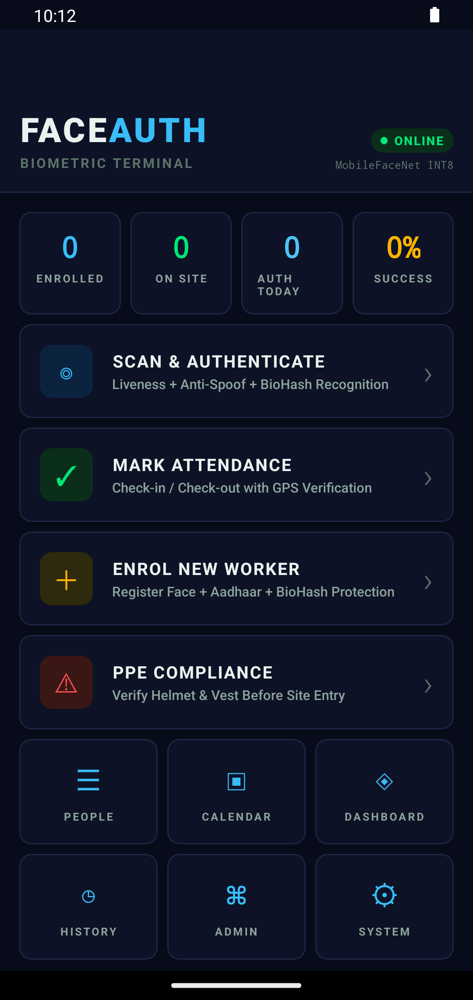 10:12
FACEAUTH
BIOMETRIC TERMINAL
ONLINE
MobileFaceNet INT8
0
ENROLLED
0
ON SITE
0
AUTH
TODAY
0%
SUCCESS
SCAN & AUTHENTICATE
Liveness + Anti-Spoof + BioHash Recognition
MARK ATTENDANCE
Check-in / Check-out with GPS Verification
ENROL NEW WORKER
Register Face + Aadhaar + BioHash Protection
PPE COMPLIANCE
Verify Helmet & Vest Before Site Entry
PEOPLE
CALENDAR
DASHBOARD
HISTORY
ADMIN
SYSTEM